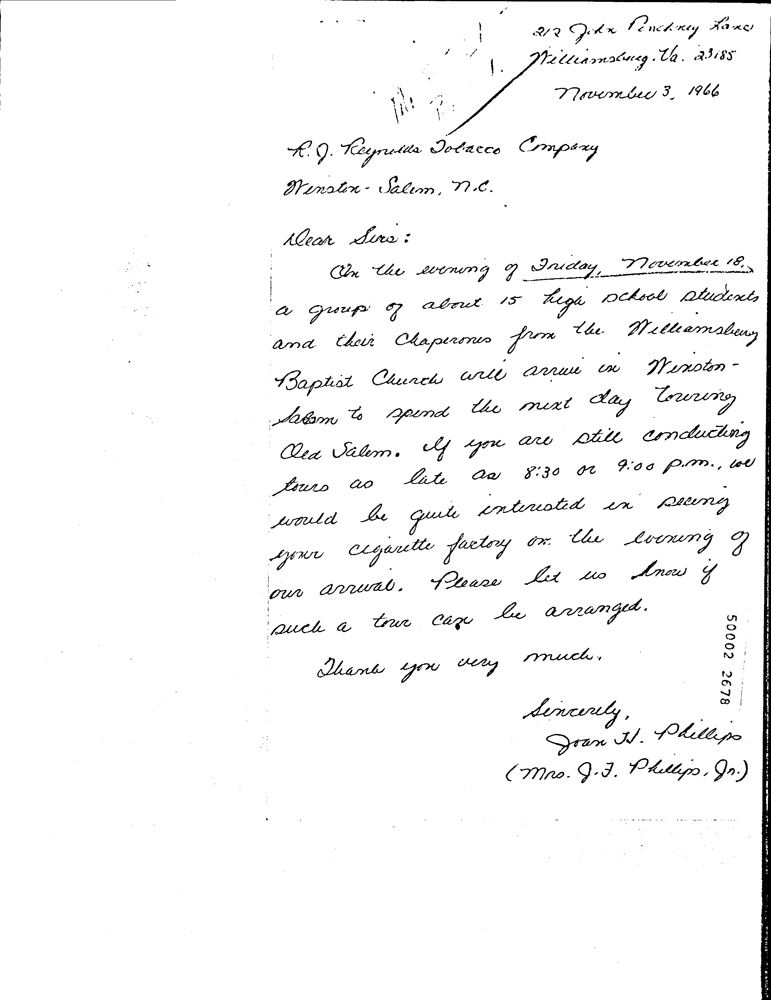 212 John Pinckney Lane
Williamsburg, Va. 23185
November 3, 1966
R. J. Reynolds Tobacco Company
Winston-Salem, N.C.
Dear Sirs:
On the evening of Friday, November 18,
a group of about 15 high school students
and their chaperones from the Williamsburg
Baptist Church will arrive in Winston-
Salem to spend the next day touring
Old Salem. If you are still conducting
tours as late as 8:30 or 9:00 p.m., we
would be quite interested in seeing
your cigarette factory on the evening of
our arrival. Please let us know if
such a tour can be arranged.
Thank you very much.
Sincerely,
Joan H. Phillips
(Mrs. J. F. Phillips, Jr.)
50002 2678